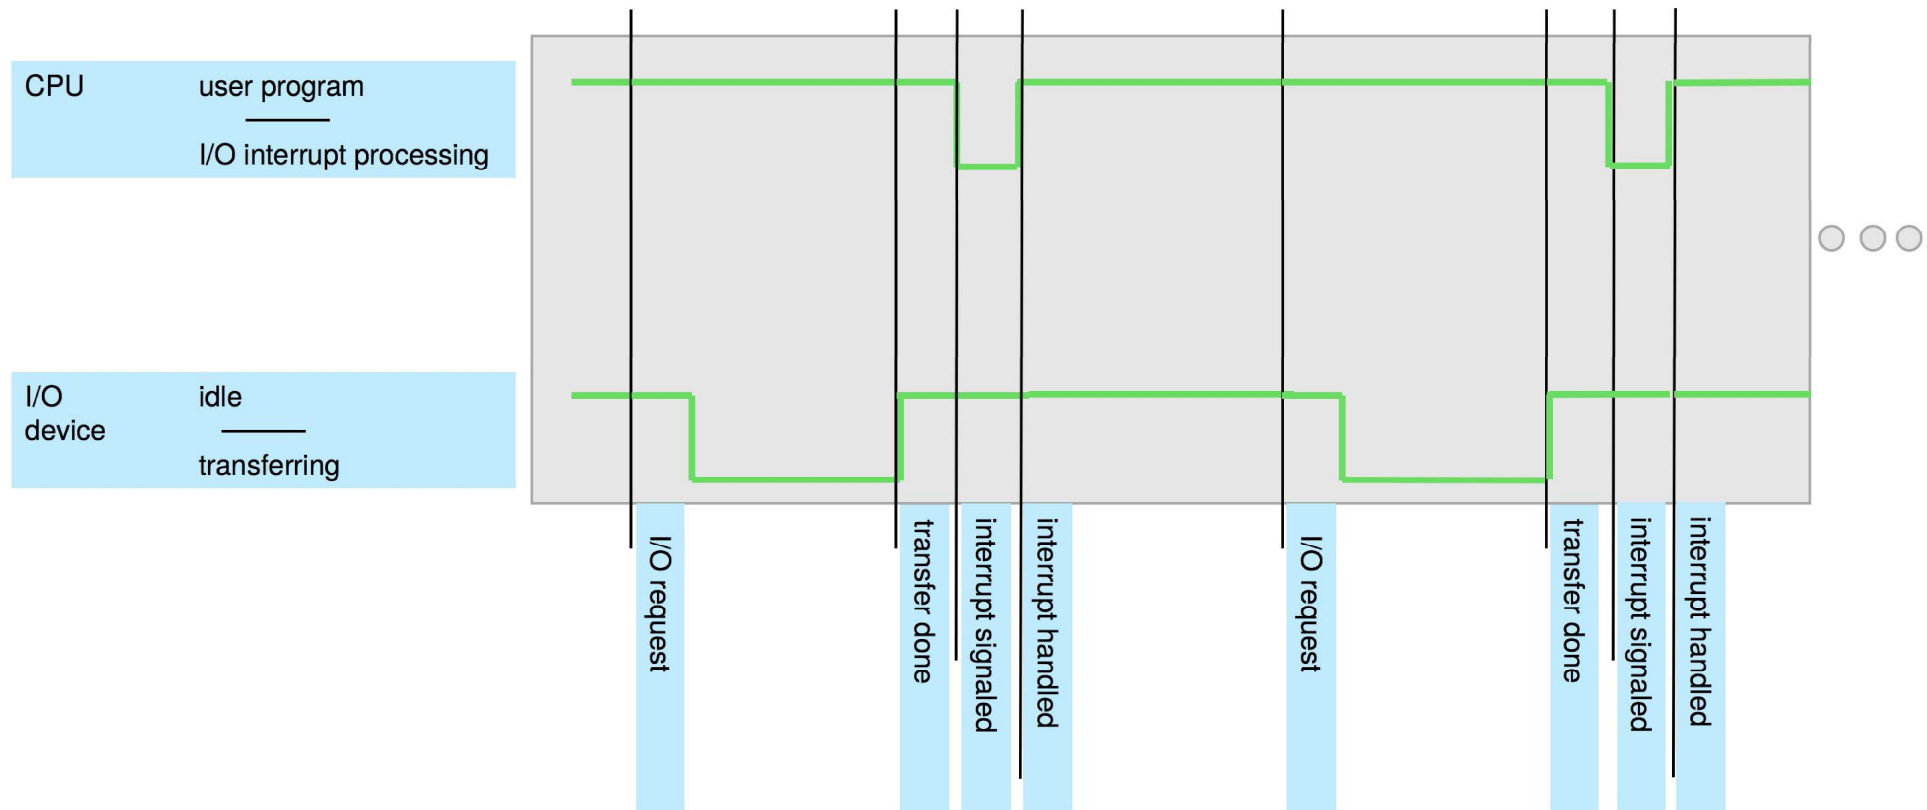 CPU
user program
I/O interrupt processing
I/O
device
idle
transferring
I/O request
transfer done
interrupt signaled
interrupt handled
I/O request
transfer done
interrupt signaled
interrupt handled